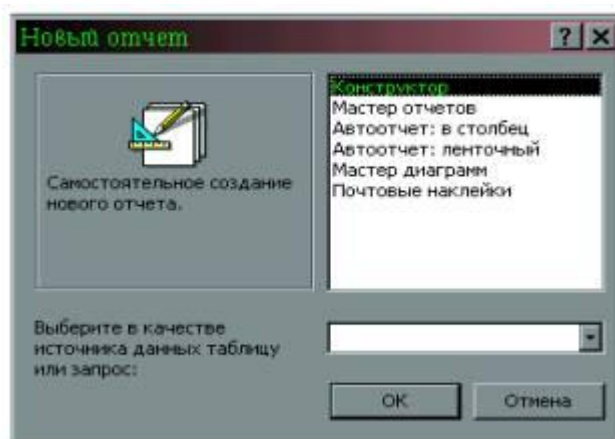 Новый отчет
Конструктор
Мастер отчетов
Автоотчет: в столбец
Автоотчет: ленточный
Мастер диаграмм
Почтовые наклейки
Самостоятельное создание
нового отчета.
Выберите в качестве
источника данных таблицу
или запрос:
ОК
Отмена